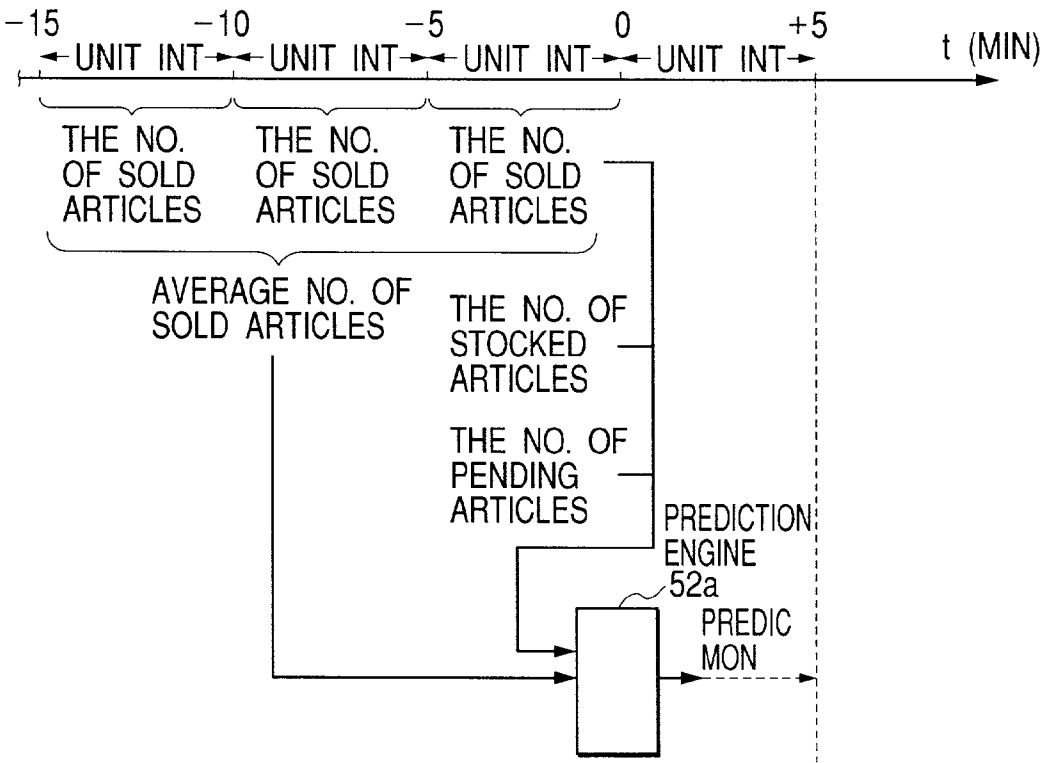 −15 −10 −5 0 +5
UNIT INT UNIT INT UNIT INT UNIT INT t (MIN)
THE NO.
OF SOLD
ARTICLES
THE NO.
OF SOLD
ARTICLES
THE NO.
OF SOLD
ARTICLES
AVERAGE NO. OF
SOLD ARTICLES
THE NO. OF
STOCKED
ARTICLES
THE NO. OF
PENDING
ARTICLES
PREDICTION
ENGINE
52a
PREDIC
MON